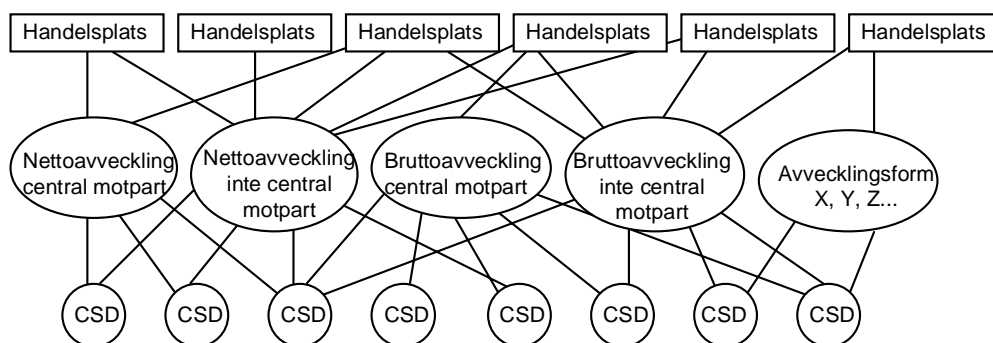 Handelsplats Handelsplats Handelsplats Handelsplats Handelsplats Handelsplats
Nettoavveckling
central motpart
Nettoavveckling
inte central
motpart
Bruttoavveckling
central motpart
Bruttoavveckling
inte central
motpart
Avvecklingsform
X, Y, Z...
CSD CSD CSD CSD CSD CSD CSD CSD